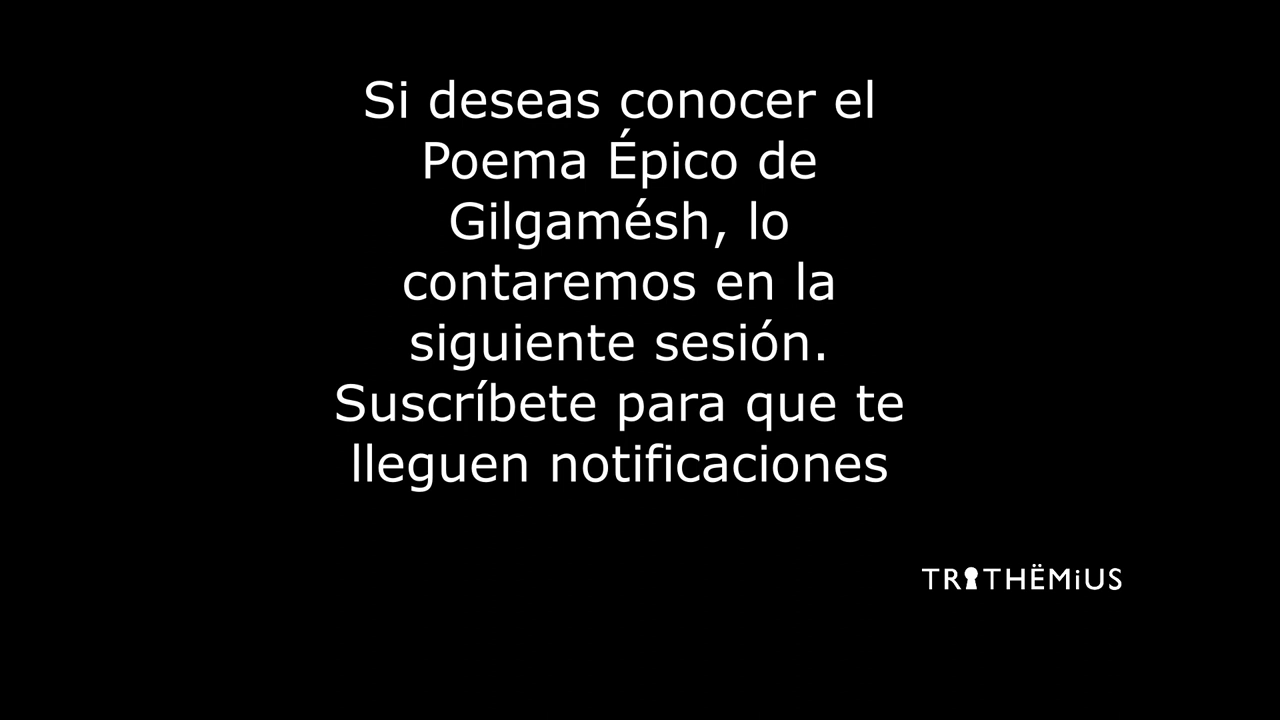 Si deseas conocer el
Poema Épico de
Gilgamésh, lo
contaremos en la
siguiente sesión.
Suscríbete para que te
lleguen notificaciones
TRiTHËMiUS